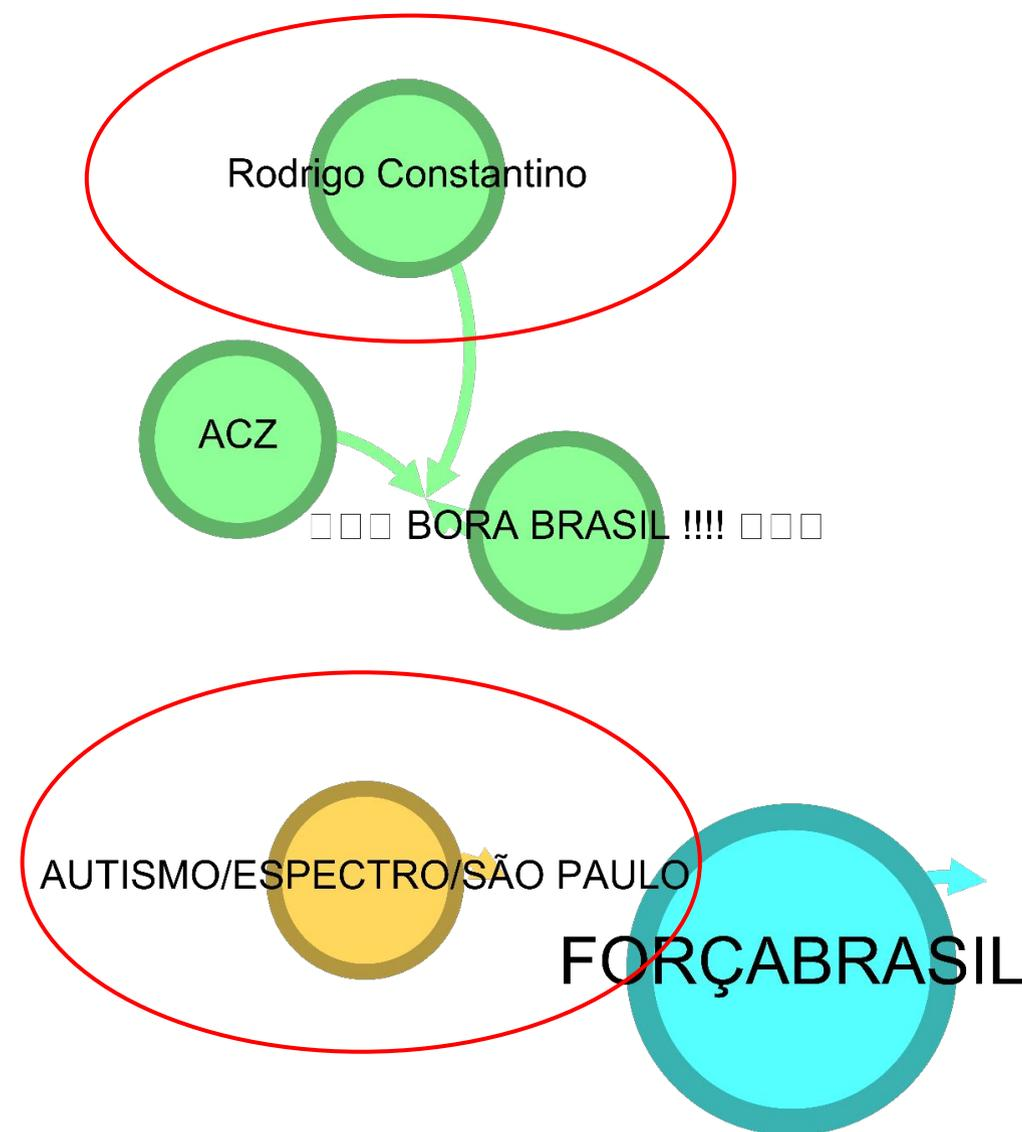 Rodrigo Constantino
ACZ
□□□ BORA BRASIL !!!! □□□
AUTISMO/ESPECTRO/SÃO PAULO
FORÇABRASIL